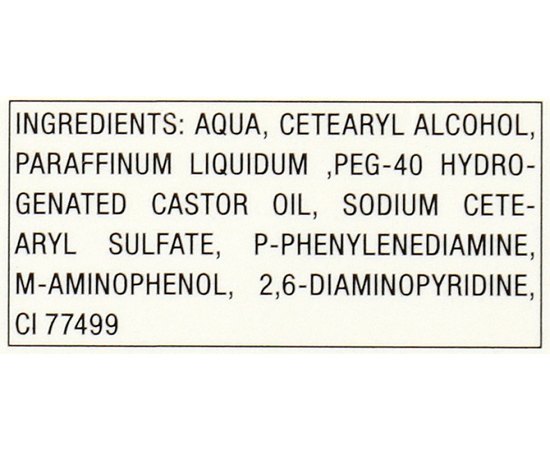 INGREDIENTS: AQUA, CETEARYL ALCOHOL,
PARAFFINUM LIQUIDUM ,PEG-40 HYDRO-
GENATED CASTOR OIL, SODIUM CETE-
ARYL SULFATE, P-PHENYLENEDIAMINE,
M-AMINOPHENOL, 2,6-DIAMINOPYRIDINE,
CI 77499